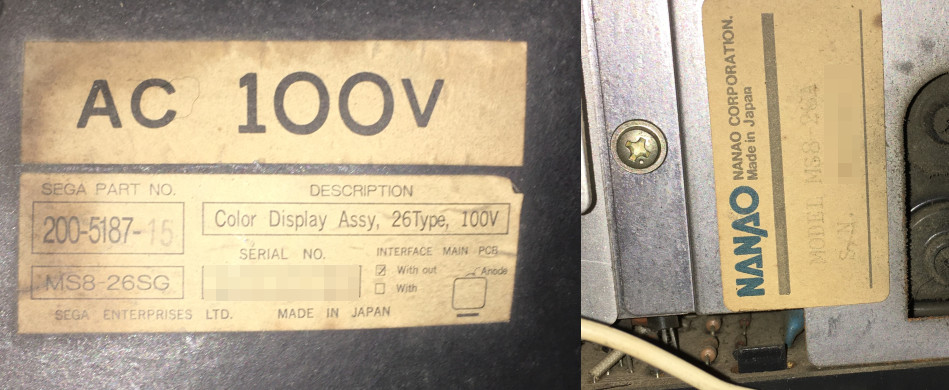 AC 100V
SEGA PART NO.
DESCRIPTION
200-5187-15
Color Display Assy, 26Type, 100V
SERIAL NO.
INTERFACE MAIN PCB
MS8-26SG
With out
Anode
With
SEGA ENTERPRISES LTD. MADE IN JAPAN
NANAO
NANAO CORPORATION.
Made in Japan
MS8 26A
S.N.